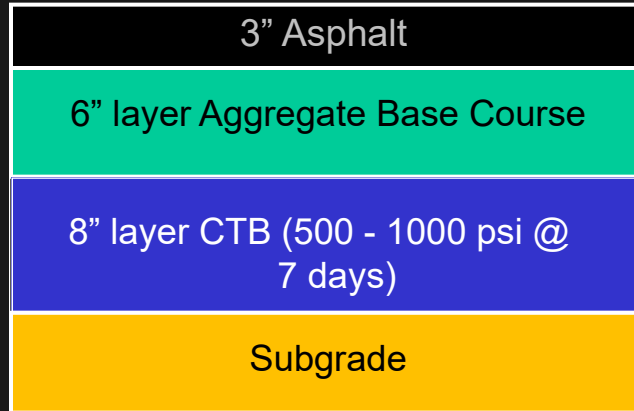 3” Asphalt
6” layer Aggregate Base Course
8” layer CTB (500 - 1000 psi @
7 days)
Subgrade